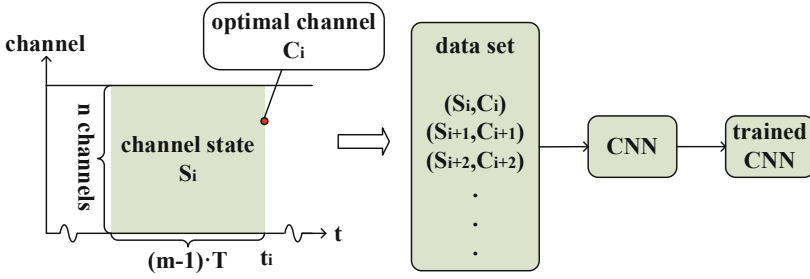 channel
optimal channel
Ci
n channels
channel state
Si
(m-1)·T
ti
t
data set
(Si,Ci)
(Si+1,Ci+1)
(Si+2,Ci+2)
.
.
.
CNN
trained
CNN